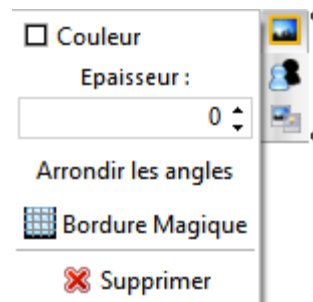 Couleur
Epaisseur :
0
Arrondir les angles
Bordure Magique
Supprimer